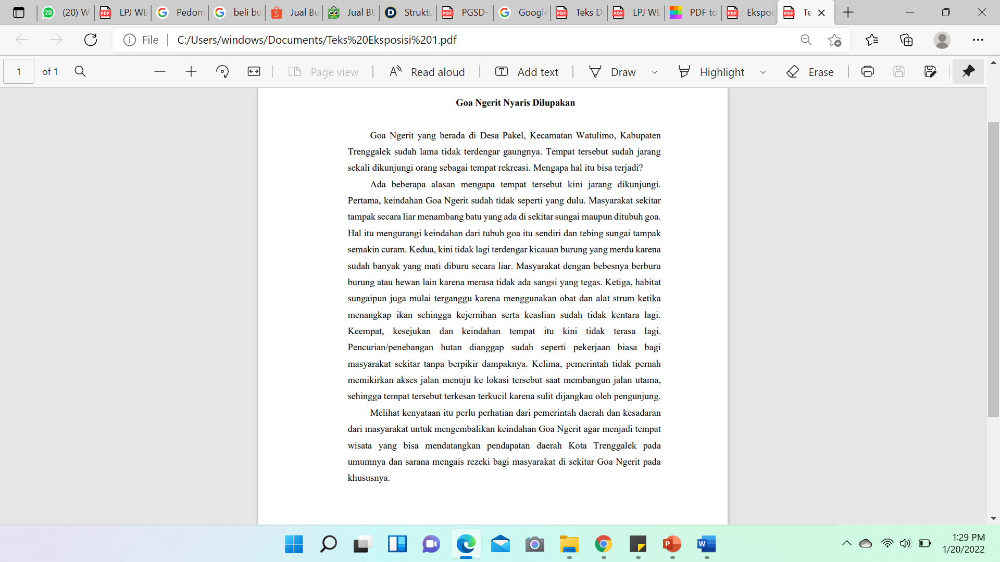 (20) W
LPJ WE
Pedom
beli bu
Jual Bu
Jual BU
Struktu
PGSD-
Google
Teks D
LPJ WE
PDF to
Ekspos
Te
File
C:/Users/windows/Documents/Teks%20Eksposisi%201.pdf
1
of 1
Page view
Read aloud
Add text
Draw
Highlight
Erase
Goa Ngerit Nyaris Dilupakan
Goa Ngerit yang berada di Desa Pakel, Kecamatan Watulimo, Kabupaten
Trenggalek sudah lama tidak terdengar gaungnya. Tempat tersebut sudah jarang
sekali dikunjungi orang sebagai tempat rekreasi. Mengapa hal itu bisa terjadi?
Ada beberapa alasan mengapa tempat tersebut kini jarang dikunjungi.
Pertama, keindahan Goa Ngerit sudah tidak seperti yang dulu. Masyarakat sekitar
tampak secara liar menambang batu yang ada di sekitar sungai maupun ditubuh goa.
Hal itu mengurangi keindahan dari tubuh goa itu sendiri dan tebing sungai tampak
semakin curam. Kedua, kini tidak lagi terdengar kicauan burung yang merdu karena
sudah banyak yang mati diburu secara liar. Masyarakat dengan bebesnya berburu
burung atau hewan lain karena merasa tidak ada sangsi yang tegas. Ketiga, habitat
sungaipun juga mulai terganggu karena menggunakan obat dan alat strum ketika
menangkap ikan sehingga kejernihan serta keaslian sudah tidak kentara lagi.
Keempat, kesejukan dan keindahan tempat itu kini tidak terasa lagi.
Pencurian/penebangan hutan dianggap sudah seperti pekerjaan biasa bagi
masyarakat sekitar tanpa berpikir dampaknya. Kelima, pemerintah tidak pernah
memikirkan akses jalan menuju ke lokasi tersebut saat membangun jalan utama,
sehingga tempat tersebut terkesan terkucil karena sulit dijangkau oleh pengunjung.
Melihat kenyataan itu perlu perhatian dari pemerintah daerah dan kesadaran
dari masyarakat untuk mengembalikan keindahan Goa Ngerit agar menjadi tempat
wisata yang bisa mendatangkan pendapatan daerah Kota Trenggalek pada
umumnya dan sarana mengais rezeki bagi masyarakat di sekitar Goa Ngerit pada
khususnya.
1:29 PM
1/20/2022